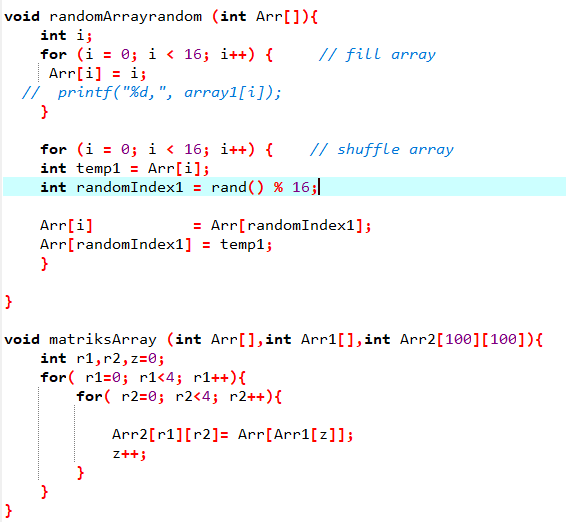 void randomArrayrandom (int Arr[]){
    int i;
    for (i = 0; i < 16; i++) {     // fill array
     Arr[i] = i;
  //  printf("%d,", array1[i]);
    }

    for (i = 0; i < 16; i++) {    // shuffle array
    int temp1 = Arr[i];
    int randomIndex1 = rand() % 16;

    Arr[i]           = Arr[randomIndex1];
    Arr[randomIndex1] = temp1;
    }

}

void matriksArray (int Arr[],int Arr1[],int Arr2[100][100]){
    int r1,r2,z=0;
    for( r1=0; r1<4; r1++){
        for( r2=0; r2<4; r2++){

            Arr2[r1][r2]= Arr[Arr1[z]];
            z++;
        }
    }
}